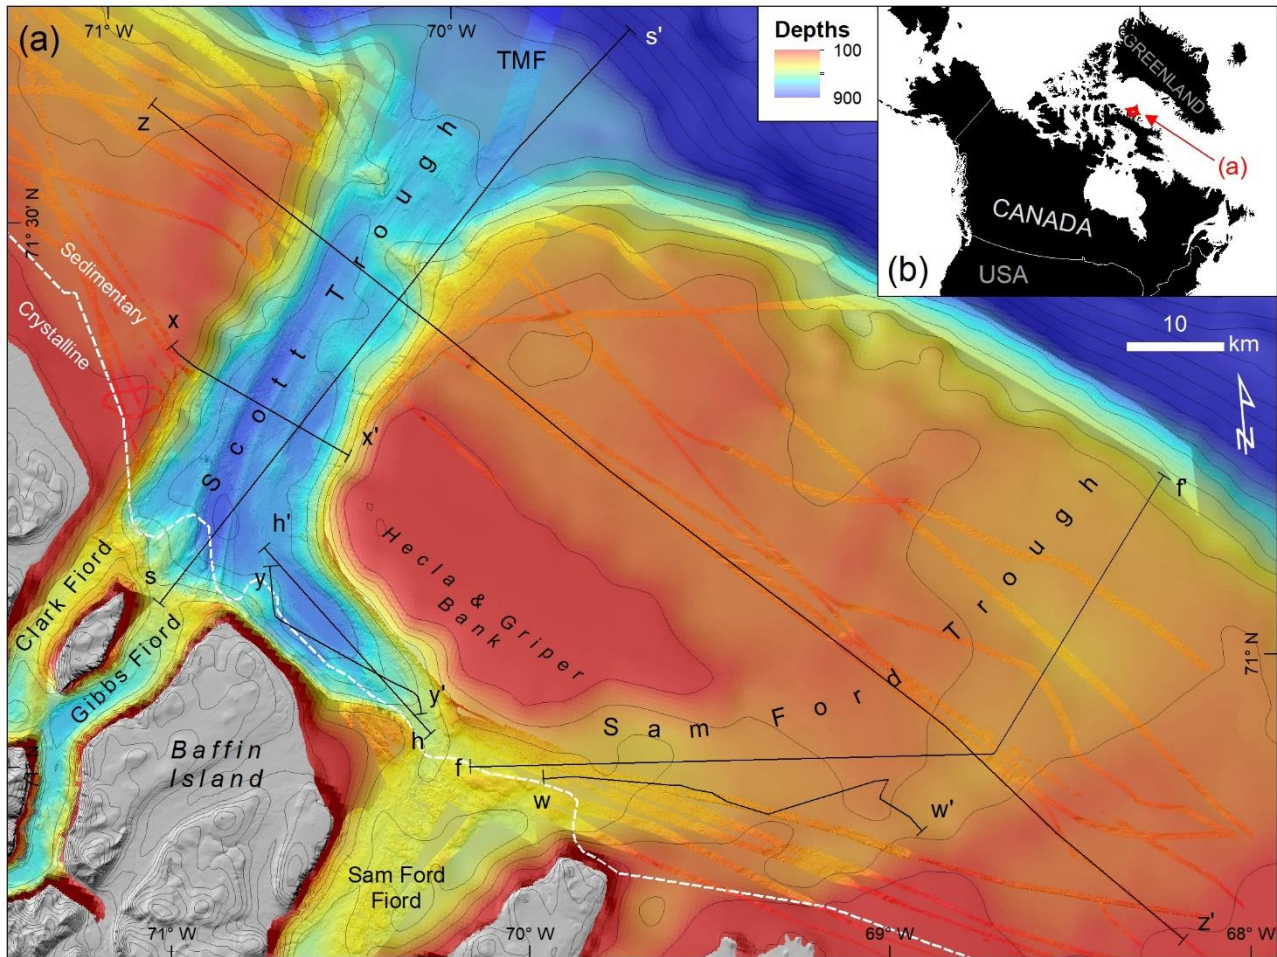 (a)
71° W
70° W
TMF
s'
Depths
100
900
GREENLAND
(a)
CANADA
(b)
USA
z
71° 30' N
Sedimentary
Crystalline
x
x'
Scott Trough
10
km
N
h'
y
s
Clark Fiord
Gibbs Fiord
Hecla & Griper
Bank
f'
71° N
Sam Ford Trough
y'
h
f
w
w'
Baffin
Island
Sam Ford
Fiord
z'
71° W
70° W
69° W
68° W